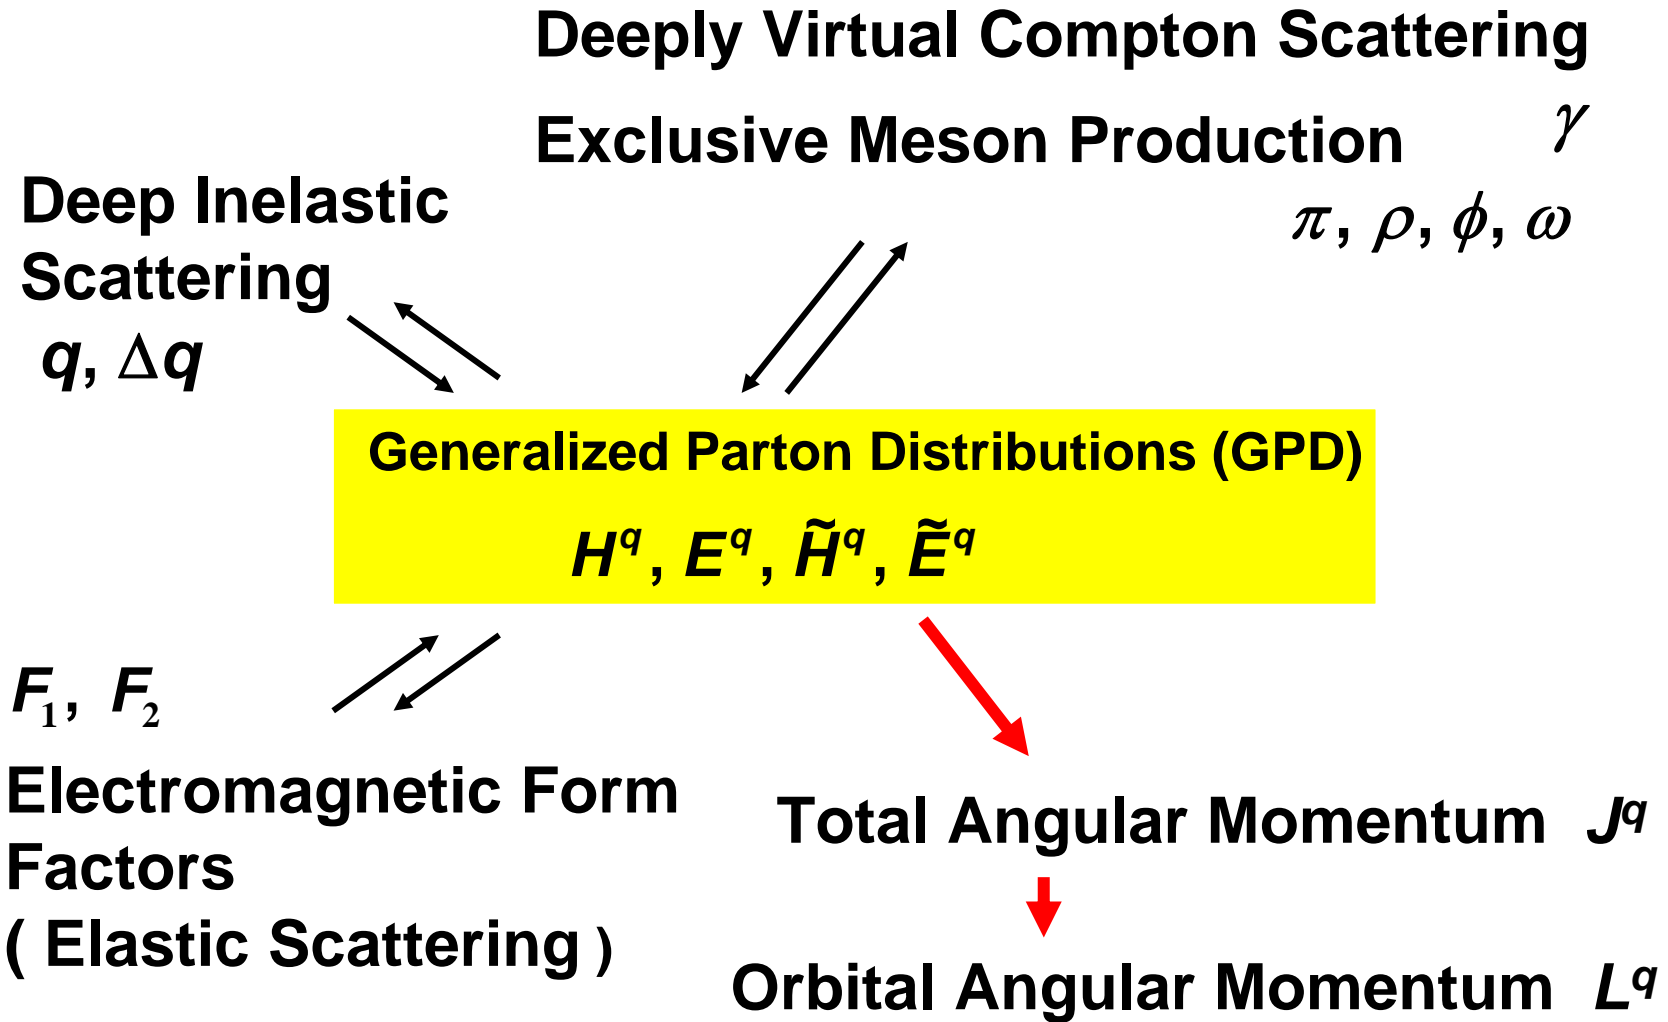 Deeply Virtual Compton Scattering
γ
Exclusive Meson Production
π, ρ, ϕ, ω
Deep Inelastic
Scattering
q, Δq
Generalized Parton Distributions (GPD)
H^q, E^q, H̃^q, Ẽ^q
F₁, F₂
Electromagnetic Form
Factors
( Elastic Scattering )
Total Angular Momentum J^q
Orbital Angular Momentum L^q